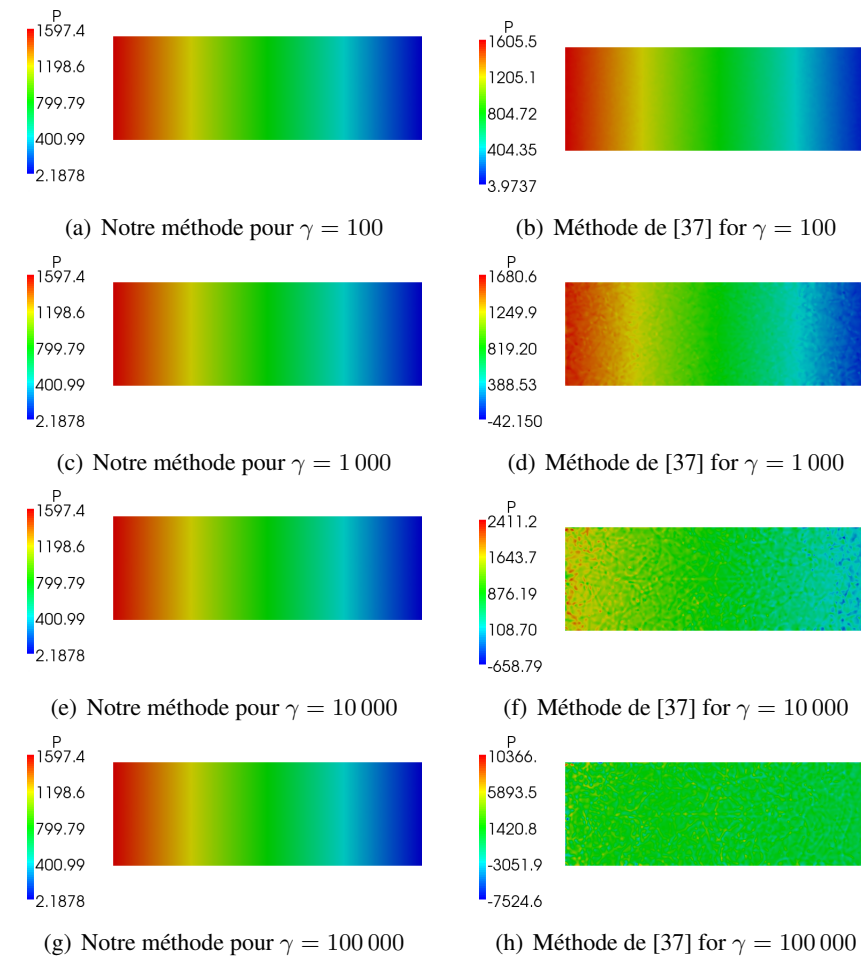 P
1597.4
1198.6
799.79
400.99
2.1878
(a) Notre méthode pour γ = 100
P
1605.5
1205.1
804.72
404.35
3.9737
(b) Méthode de [37] for γ = 100
P
1597.4
1198.6
799.79
400.99
2.1878
(c) Notre méthode pour γ = 1 000
P
1680.6
1249.9
819.20
388.53
-42.150
(d) Méthode de [37] for γ = 1 000
P
1597.4
1198.6
799.79
400.99
2.1878
(e) Notre méthode pour γ = 10 000
P
2411.2
1643.7
876.19
108.70
-658.79
(f) Méthode de [37] for γ = 10 000
P
1597.4
1198.6
799.79
400.99
2.1878
(g) Notre méthode pour γ = 100 000
P
10366.
5893.5
1420.8
-3051.9
-7524.6
(h) Méthode de [37] for γ = 100 000